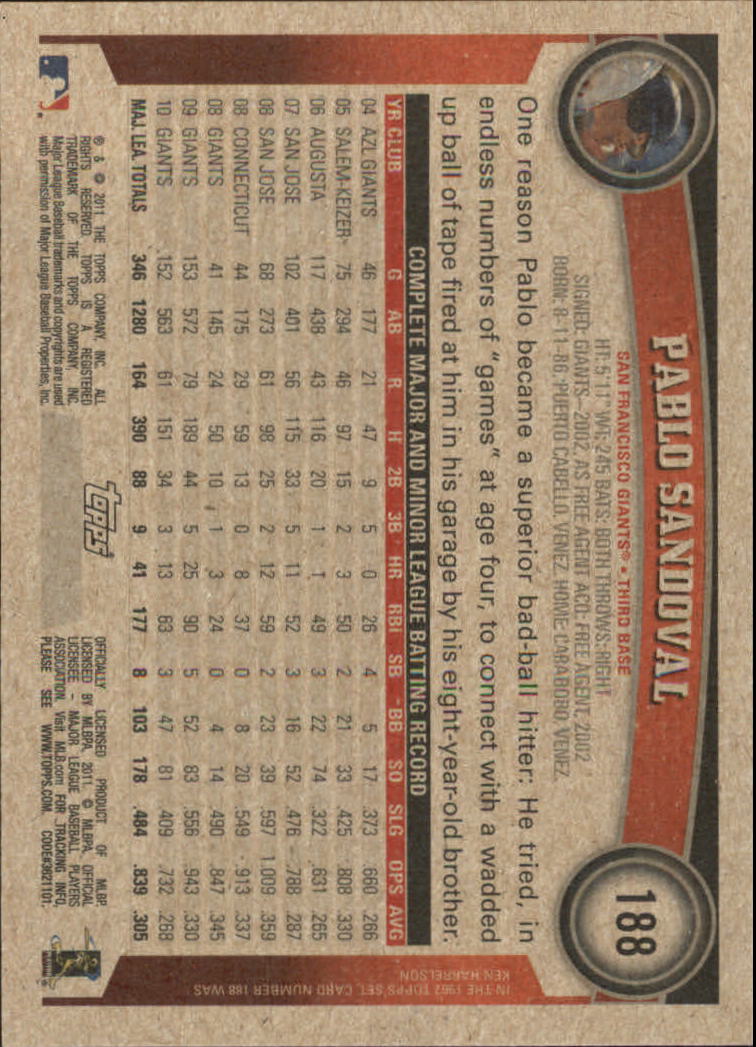 188
PABLO SANDOVAL
SAN FRANCISCO GIANTS® • THIRD BASE
HT: 5'11" WT: 245 BATS: BOTH THROWS: RIGHT
SIGNED: GIANTS, 2002, AS FREE AGENT ACQ: FREE AGENT, 2002
BORN: 8-11-86, PUERTO CABELLO, VENEZ. HOME: CARABOBO, VENEZ.
One reason Pablo became a superior bad-ball hitter: He tried, in
endless numbers of "games" at age four, to connect with a wadded
up ball of tape fired at him in his garage by his eight-year-old brother.
COMPLETE MAJOR AND MINOR LEAGUE BATTING RECORD
YR CLUB G AB R H 2B 3B HR RBI SB BB SO SLG OPS AVG
04 AZL GIANTS 46 177 21 47 9 5 0 26 4 5 17 .373 .660 .266
05 SALEM-KEIZER 75 294 46 97 15 2 3 50 2 21 33 .425 .808 .330
06 AUGUSTA 117 438 43 116 20 1 1 49 3 22 74 .322 .631 .265
07 SAN JOSE 102 401 56 115 33 5 11 52 3 16 52 .476 .788 .287
08 SAN JOSE 68 273 61 98 25 2 12 59 2 23 39 .597 1.009 .359
08 CONNECTICUT 44 175 29 59 13 0 8 37 0 8 20 .549 .913 .337
08 GIANTS 41 145 24 50 10 1 3 24 0 4 14 .490 .847 .345
09 GIANTS 153 572 79 189 44 5 25 90 5 52 83 .556 .943 .330
10 GIANTS 152 563 61 151 34 3 13 63 3 47 81 .409 .732 .268
MAJ. LEA. TOTALS 346 1280 164 390 88 9 41 177 8 103 178 .484 .839 .305
® & © 2011 THE TOPPS COMPANY, INC. ALL
RIGHTS RESERVED. TOPPS IS A REGISTERED
TRADEMARK OF THE TOPPS COMPANY, INC.
Major League Baseball trademarks and copyrights are used
with permission of Major League Baseball Properties, Inc.
topps®
OFFICIALLY LICENSED PRODUCT OF MLBP.
LICENSED BY MLBPA. 2011. © MLBPA, OFFICIAL
LICENSEE - MAJOR LEAGUE BASEBALL PLAYERS
ASSOCIATION. Visit MLB.com FOR TRACKING INFO,
PLEASE SEE WWW.TOPPS.COM. CODE#3621101.
IN THE 1962 TOPPS SET, CARD NUMBER 188 WAS
KEN HARRELSON